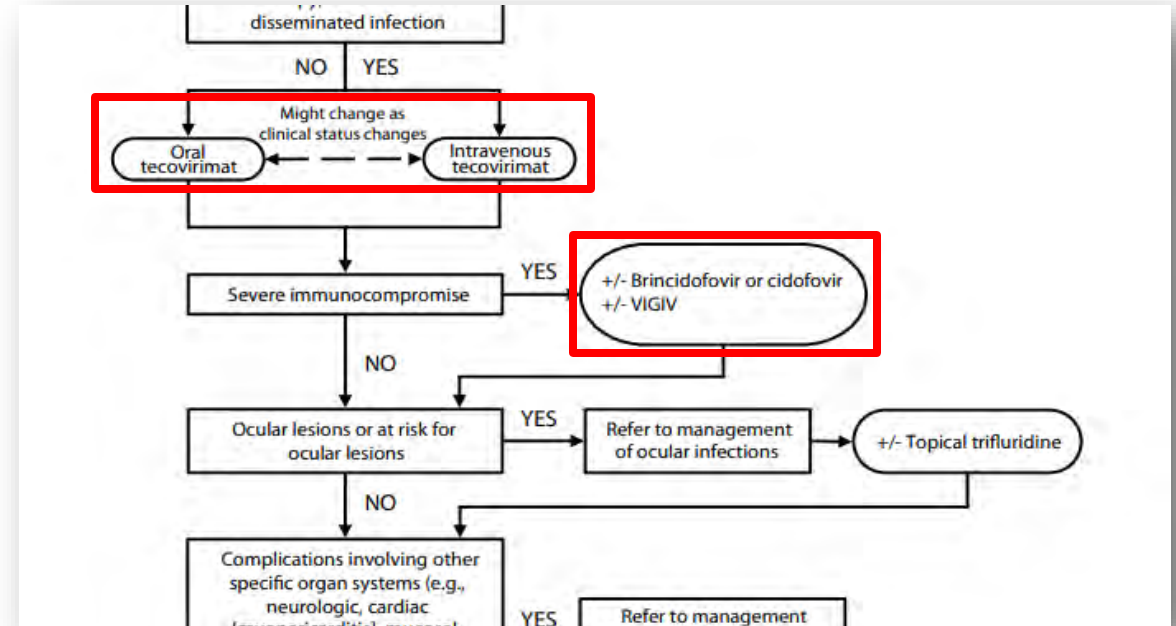 disseminated infection
NO YES
Might change as
clinical status changes
Oral
tecovirimat
Intravenous
tecovirimat
Severe immunocompromise
YES
+/- Brincidofovir or cidofovir
+/- VIGIV
NO
Ocular lesions or at risk for
ocular lesions
YES
Refer to management
of ocular infections
+/- Topical trifluridine
NO
Complications involving other
specific organ systems (e.g.,
neurologic, cardiac
YES
Refer to management